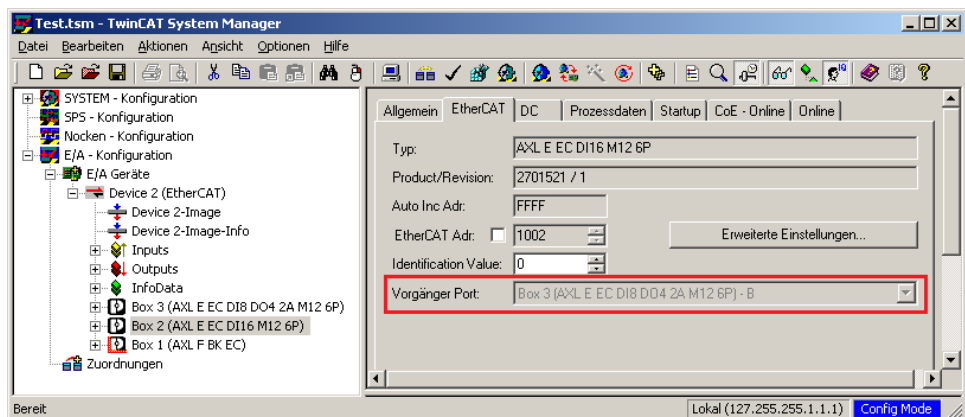 Test.tsm - TwinCAT System Manager
Datei Bearbeiten Aktionen Ansicht Optionen Hilfe
SYSTEM - Konfiguration
SPS - Konfiguration
Nocken - Konfiguration
E/A - Konfiguration
E/A Geräte
Device 2 (EtherCAT)
Device 2-Image
Device 2-Image-Info
Inputs
Outputs
InfoData
Box 3 (AXL E EC DI8 DO4 2A M12 6P)
Box 2 (AXL E EC DI16 M12 6P)
Box 1 (AXL F BK EC)
Zuordnungen
Allgemein EtherCAT DC Prozessdaten Startup CoE - Online Online
Typ: AXL E EC DI16 M12 6P
Product/Revision: 2701521 / 1
Auto Inc Adr: FFFF
EtherCAT Adr: 1002 Erweiterte Einstellungen...
Identification Value: 0
Vorgänger Port: Box 3 (AXL E EC DI8 DO4 2A M12 6P) - B
Bereit Lokal (127.255.255.1.1.1) Config Mode